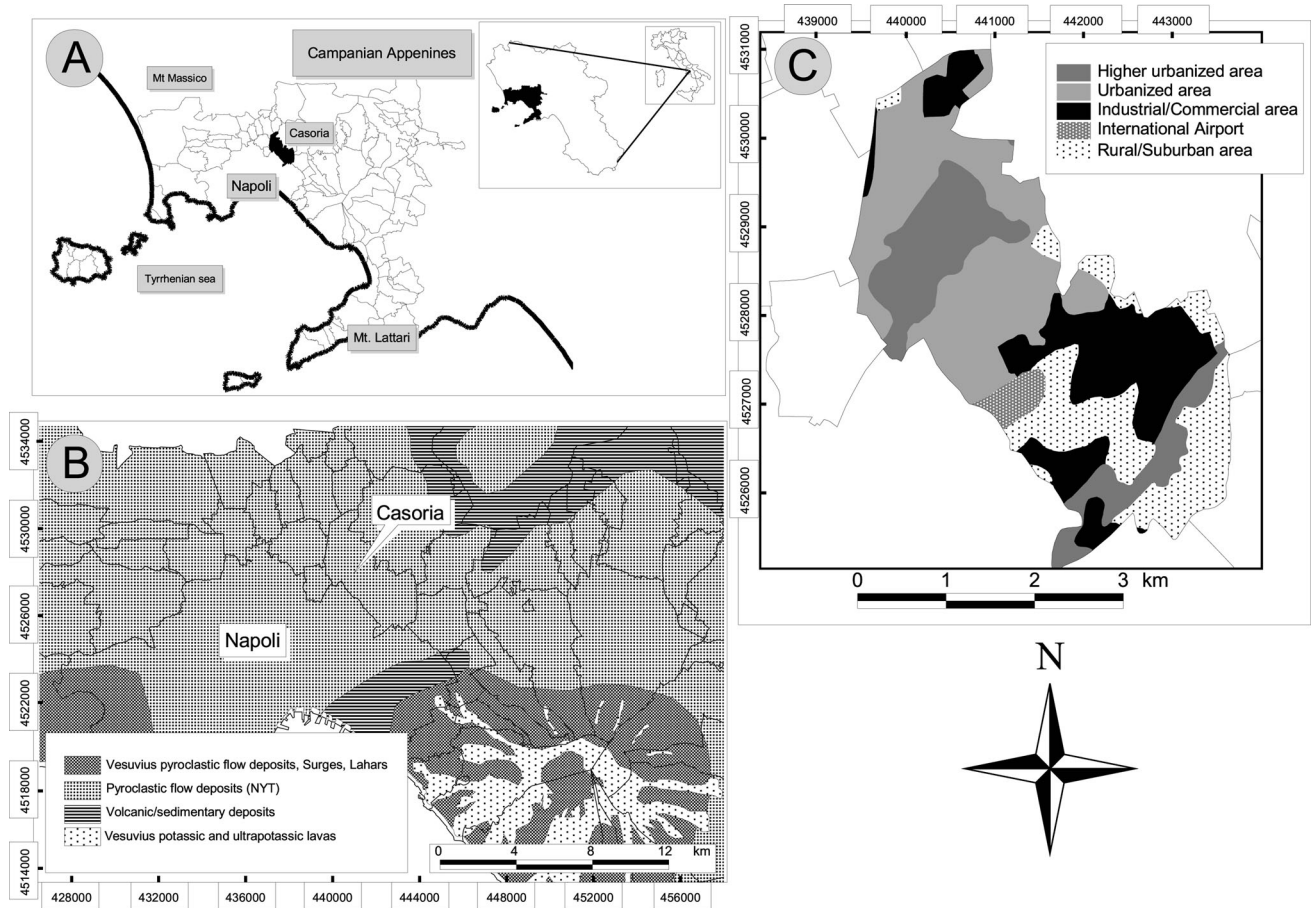 A
Campanian Appenines
Mt Massico
Casoria
Napoli
Tyrrhenian sea
Mt. Lattari
B
4534000
4530000
4526000
4522000
4518000
4514000
Casoria
Napoli
Vesuvius pyroclastic flow deposits, Surges, Lahars
Pyroclastic flow deposits (NYT)
Volcanic/sedimentary deposits
Vesuvius potassic and ultrapotassic lavas
0 4 8 12 km
428000 432000 436000 440000 444000 448000 452000 456000
C
439000 440000 441000 442000 443000
4531000
4530000
4529000
4528000
4527000
4526000
Higher urbanized area
Urbanized area
Industrial/Commercial area
International Airport
Rural/Suburban area
0 1 2 3 km
N